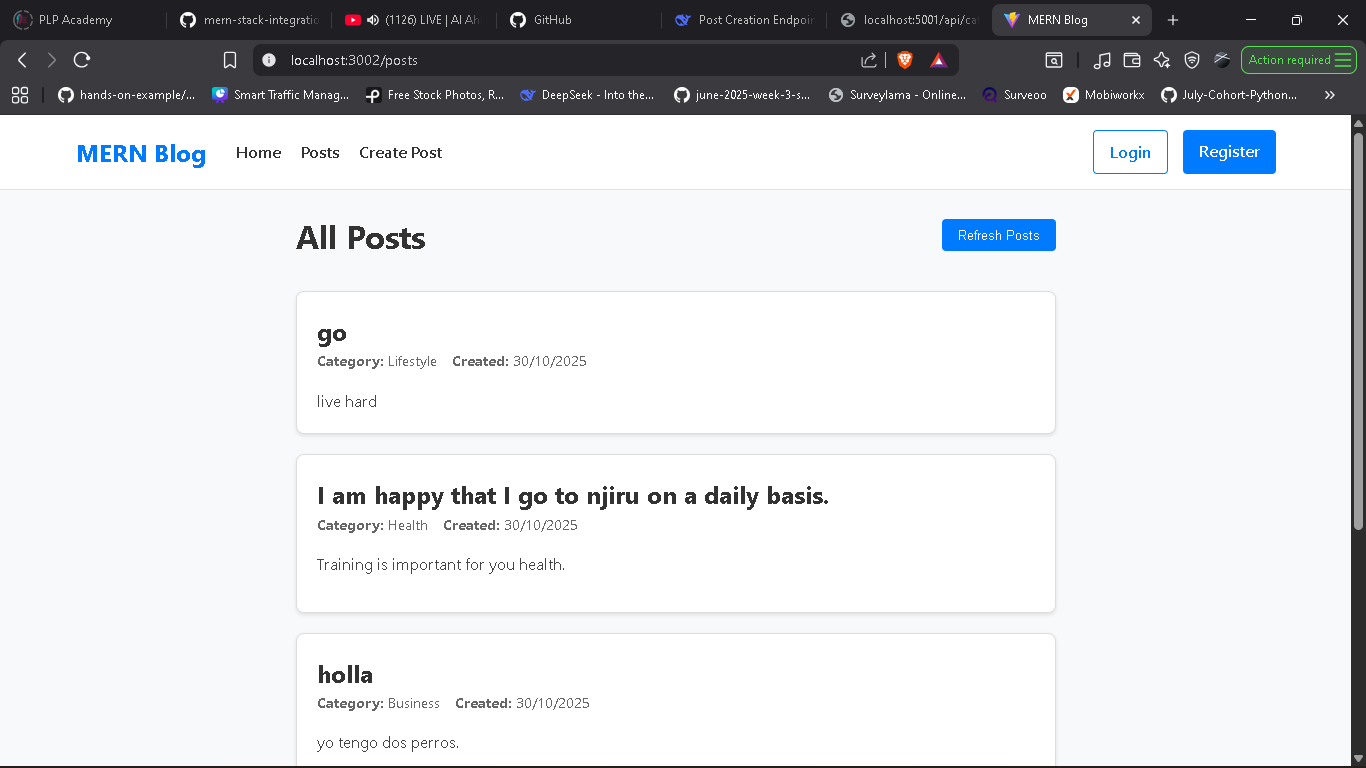 PLP Academy
mern-stack-integratio
(1126) LIVE | AI Ah
GitHub
Post Creation Endpoin
localhost:5001/api/ca
MERN Blog
localhost:3002/posts
Action required
hands-on-example/...
Smart Traffic Manag...
Free Stock Photos, R...
DeepSeek - Into the...
june-2025-week-3-s...
Surveylama - Online...
Surveoo
Mobiworkx
July-Cohort-Python...
MERN Blog
Home
Posts
Create Post
Login
Register
All Posts
Refresh Posts
go
Category: Lifestyle Created: 30/10/2025
live hard
I am happy that I go to njiru on a daily basis.
Category: Health Created: 30/10/2025
Training is important for you health.
holla
Category: Business Created: 30/10/2025
yo tengo dos perros.